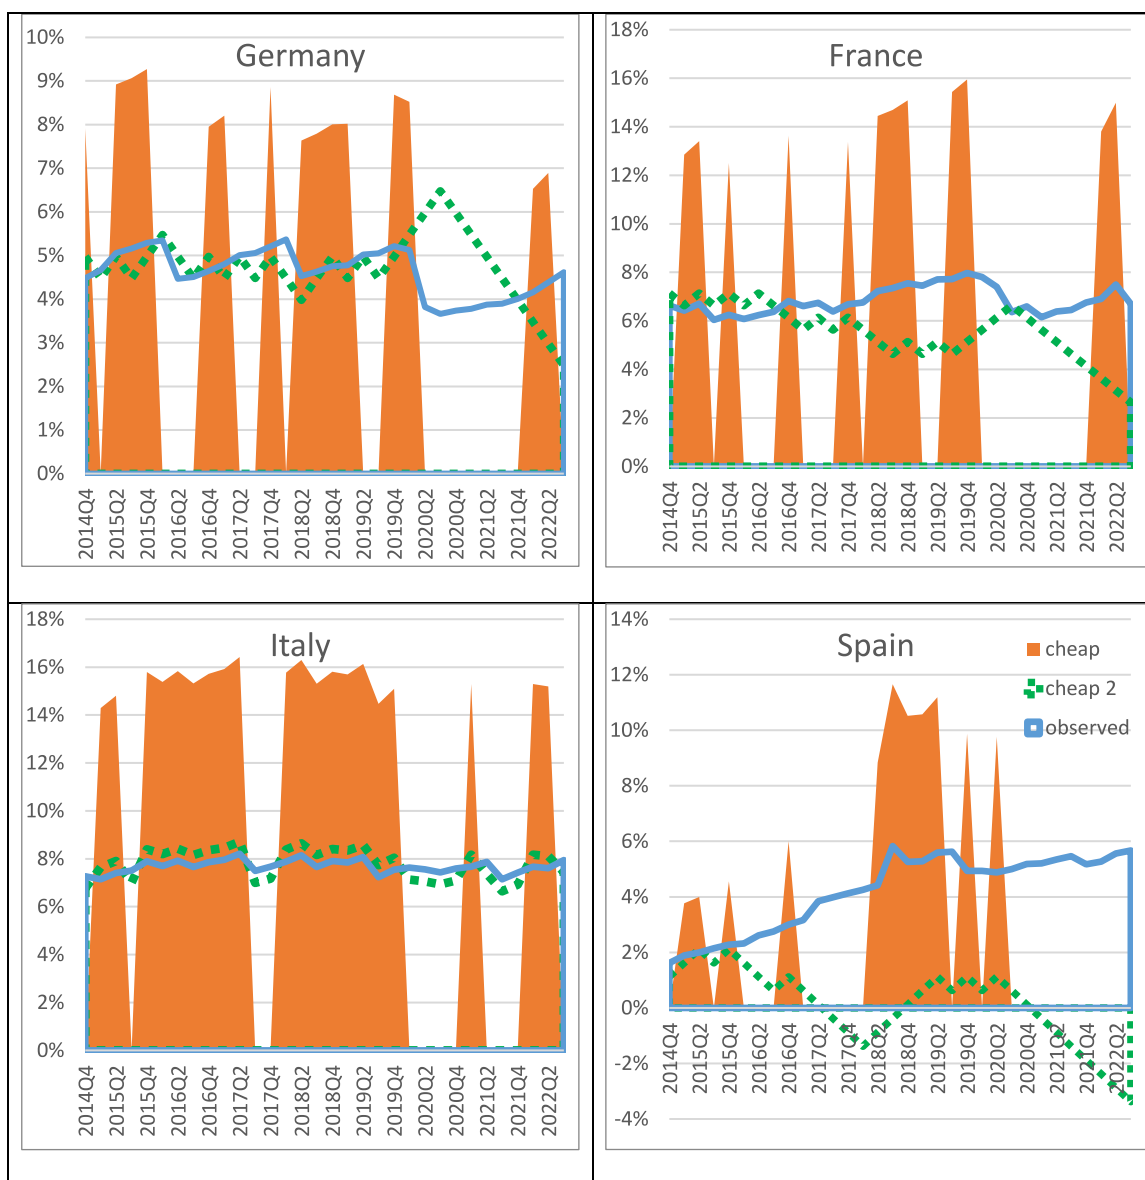 Germany
10%
9%
8%
7%
6%
5%
4%
3%
2%
1%
0%
2014Q4
2015Q2
2015Q4
2016Q2
2016Q4
2017Q2
2017Q4
2018Q2
2018Q4
2019Q2
2019Q4
2020Q2
2020Q4
2021Q2
2021Q4
2022Q2
France
18%
16%
14%
12%
10%
8%
6%
4%
2%
0%
2014Q4
2015Q2
2015Q4
2016Q2
2016Q4
2017Q2
2017Q4
2018Q2
2018Q4
2019Q2
2019Q4
2020Q2
2020Q4
2021Q2
2021Q4
2022Q2
Italy
18%
16%
14%
12%
10%
8%
6%
4%
2%
0%
2014Q4
2015Q2
2015Q4
2016Q2
2016Q4
2017Q2
2017Q4
2018Q2
2018Q4
2019Q2
2019Q4
2020Q2
2020Q4
2021Q2
2021Q4
2022Q2
Spain
cheap
cheap 2
observed
14%
12%
10%
8%
6%
4%
2%
0%
-2%
-4%
2014Q4
2015Q2
2015Q4
2016Q2
2016Q4
2017Q2
2017Q4
2018Q2
2018Q4
2019Q2
2019Q4
2020Q2
2020Q4
2021Q2
2021Q4
2022Q2